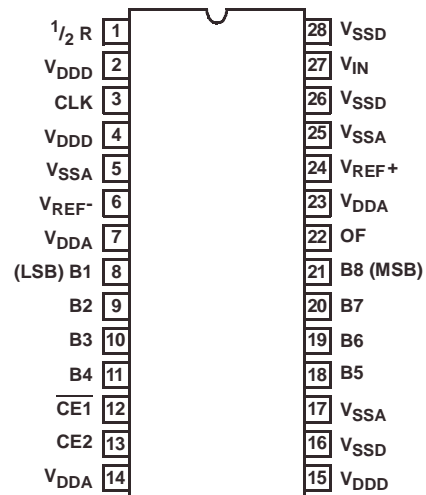 1/2 R 1 28 VSSD
VDDD 2 27 VIN
CLK 3 26 VSSD
VDDD 4 25 VSSA
VSSA 5 24 VREF+
VREF- 6 23 VDDA
VDDA 7 22 OF
(LSB) B1 8 21 B8 (MSB)
B2 9 20 B7
B3 10 19 B6
B4 11 18 B5
CE1 12 17 VSSA
CE2 13 16 VSSD
VDDA 14 15 VDDD